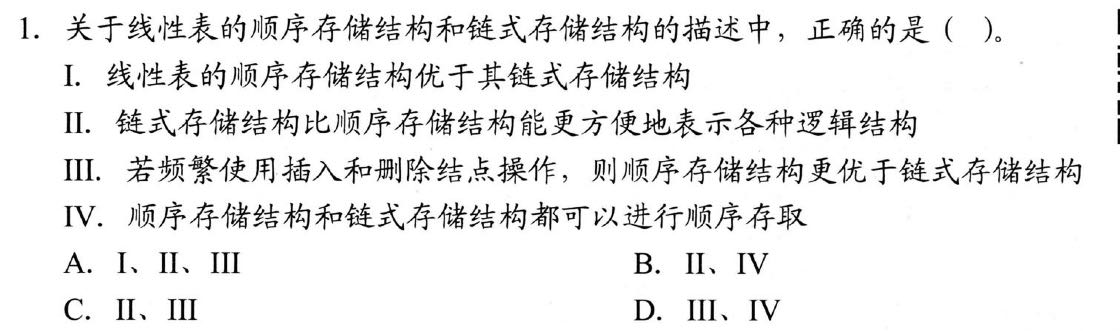 1. 关于线性表的顺序存储结构和链式存储结构的描述中，正确的是（ ）。
I. 线性表的顺序存储结构优于其链式存储结构
II. 链式存储结构比顺序存储结构能更方便地表示各种逻辑结构
III. 若频繁使用插入和删除结点操作，则顺序存储结构更优于链式存储结构
IV. 顺序存储结构和链式存储结构都可以进行顺序存取
A. I、II、III B. II、IV
C. II、III D. III、IV